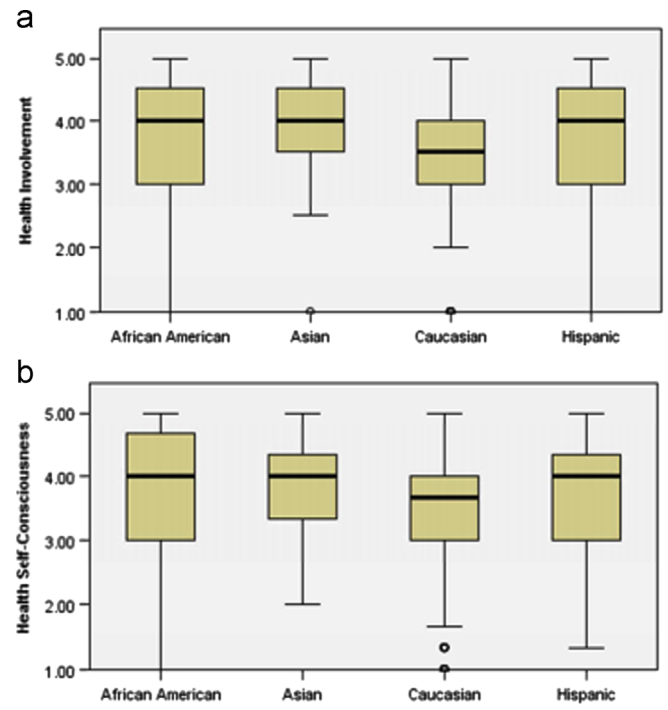 a
Health Involvement
5.00
4.00
3.00
2.00
1.00
African American Asian Caucasian Hispanic
b
Health Self-Consciousness
5.00
4.00
3.00
2.00
1.00
African American Asian Caucasian Hispanic